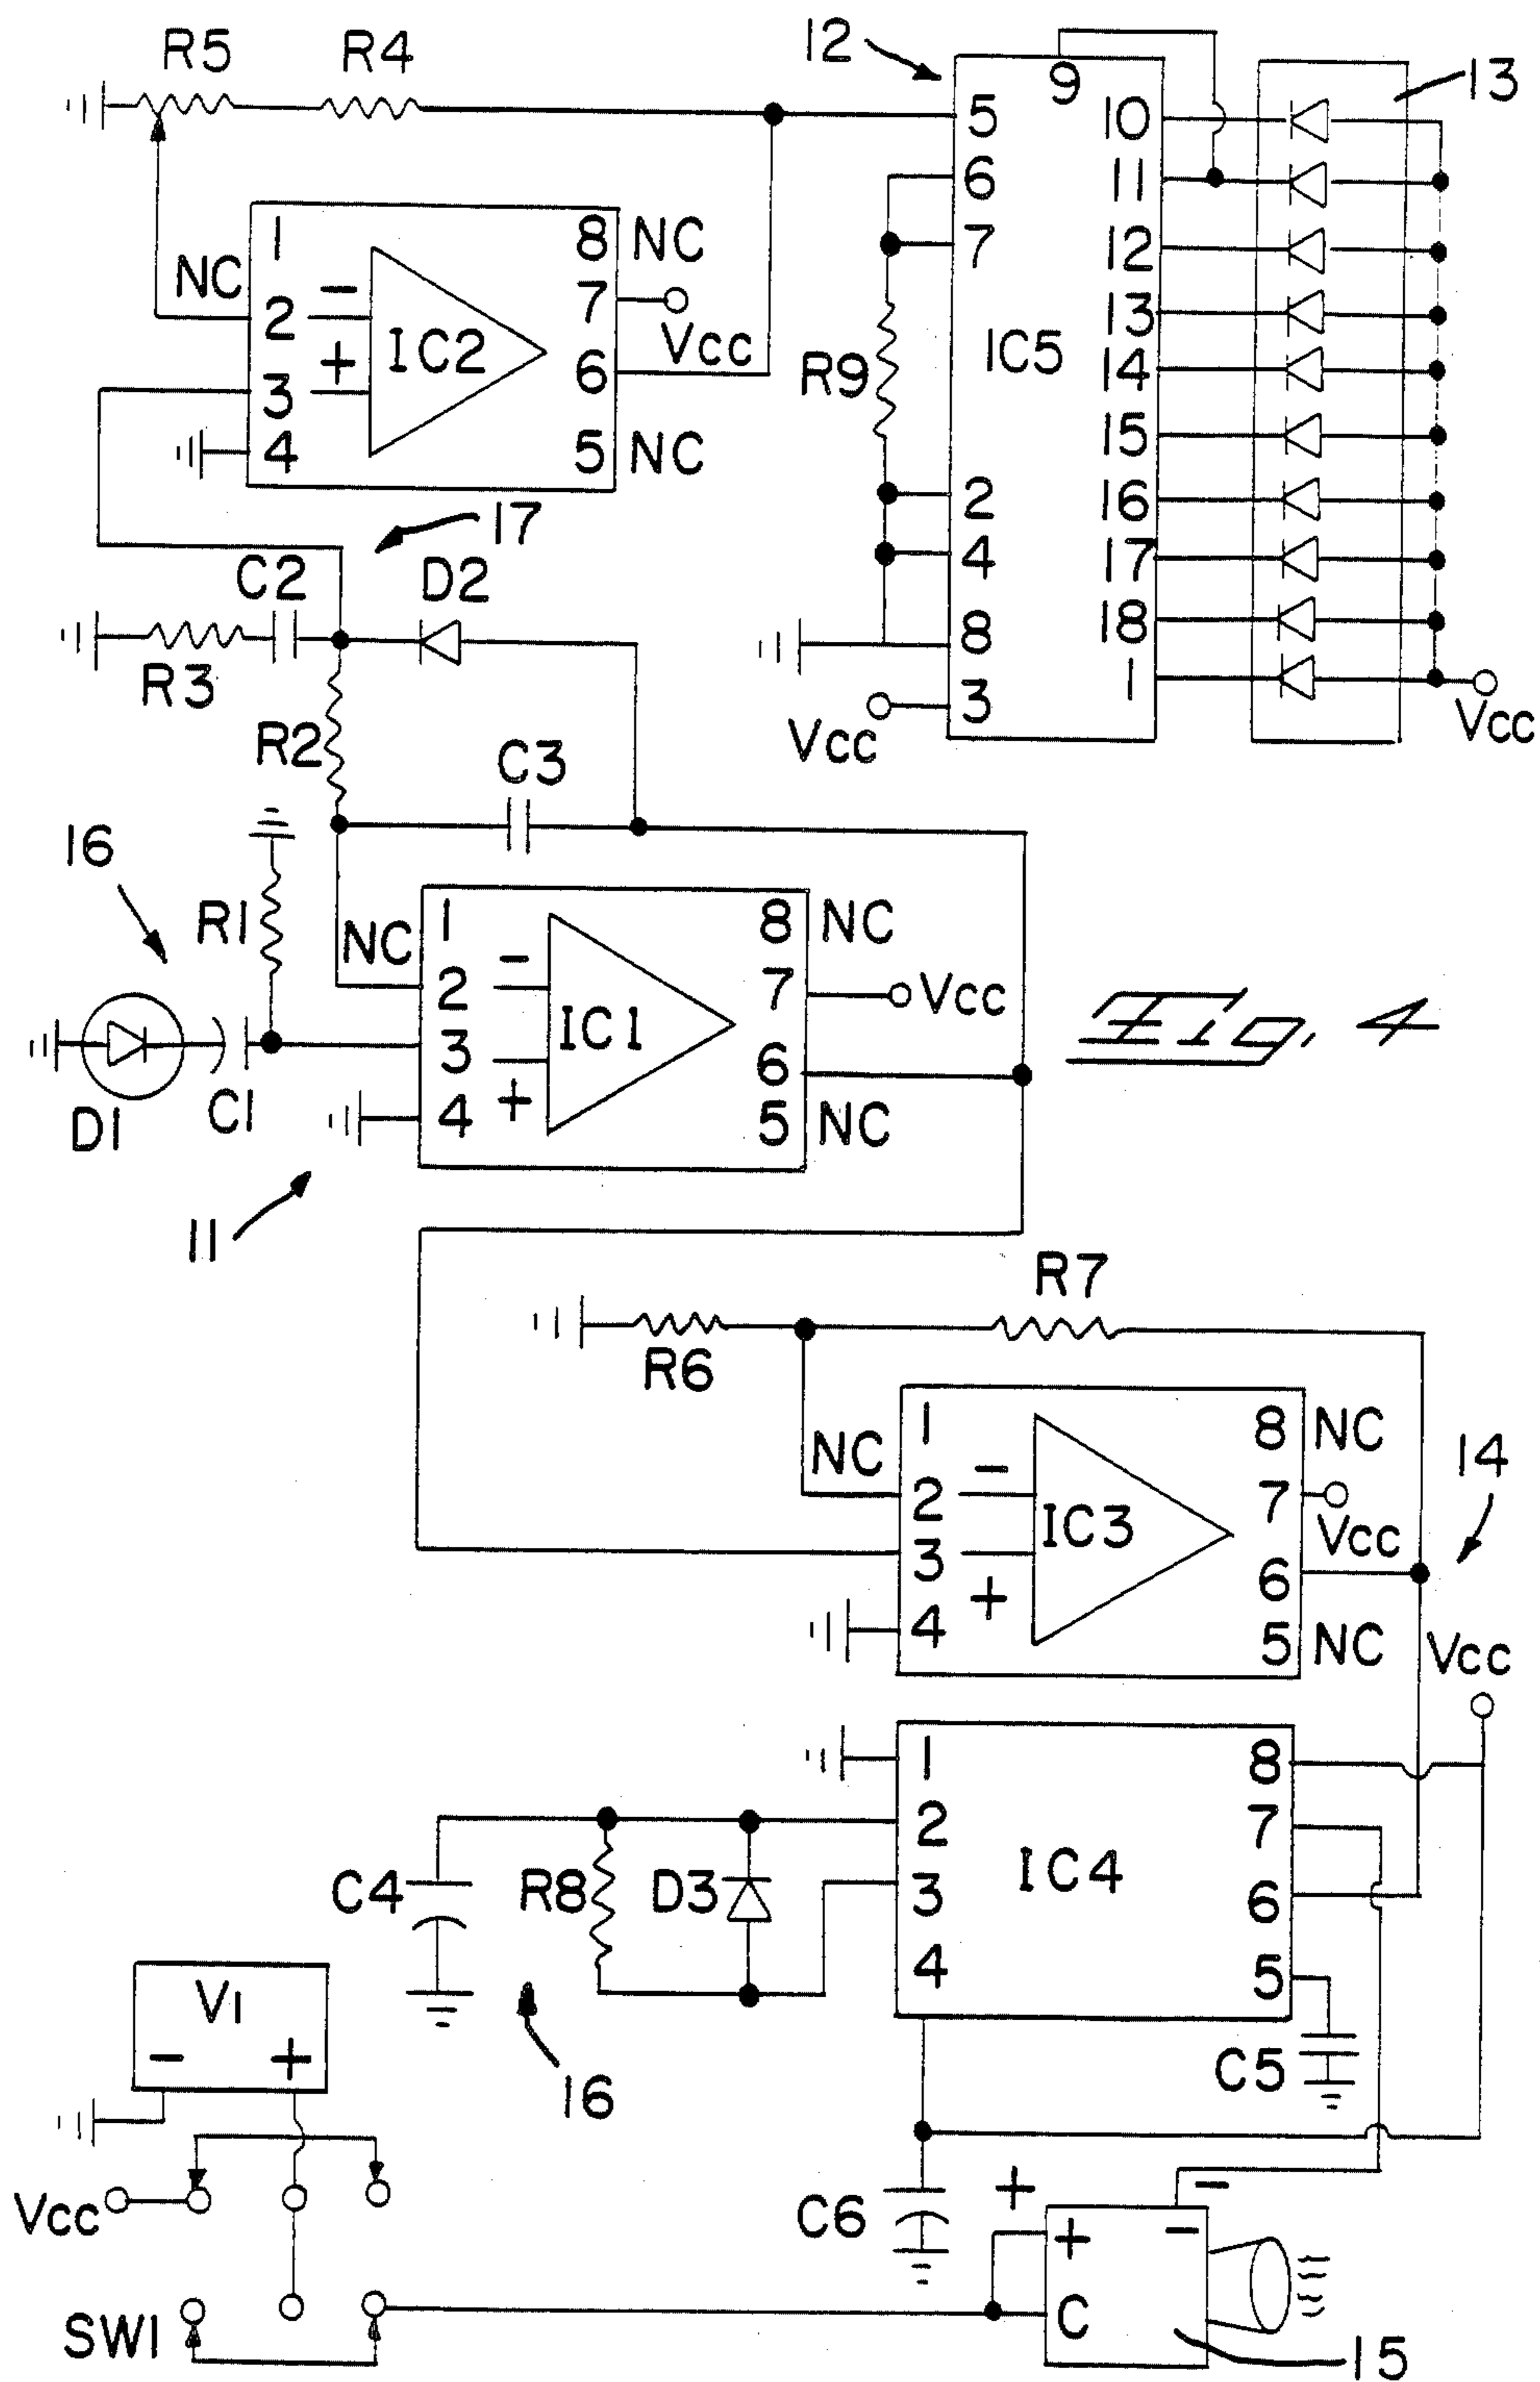 R5 R4 12 9 13
5 10
6 11
7 12
13
R9 IC5 14
15
2 16
4 17
8 18
3 1
Vcc Vcc
1 8 NC
NC 2 − IC2 7 Vcc
3 + 6
4 5 NC
17
C2 D2
R3
R2
C3
16
R1
1 8 NC
NC 2 − IC1 7 Vcc
3 6
4 + 5 NC
D1 C1
11
Fig. 4
R7
R6
1 8 NC
NC 2 − IC3 7 Vcc
3 6
4 + 5 NC
14
Vcc
1 8
2 IC4 7
3 6
4 5
C4 R8 D3
16
C5
V1
− +
Vcc
C6
+ −
+ −
C
SW1
15